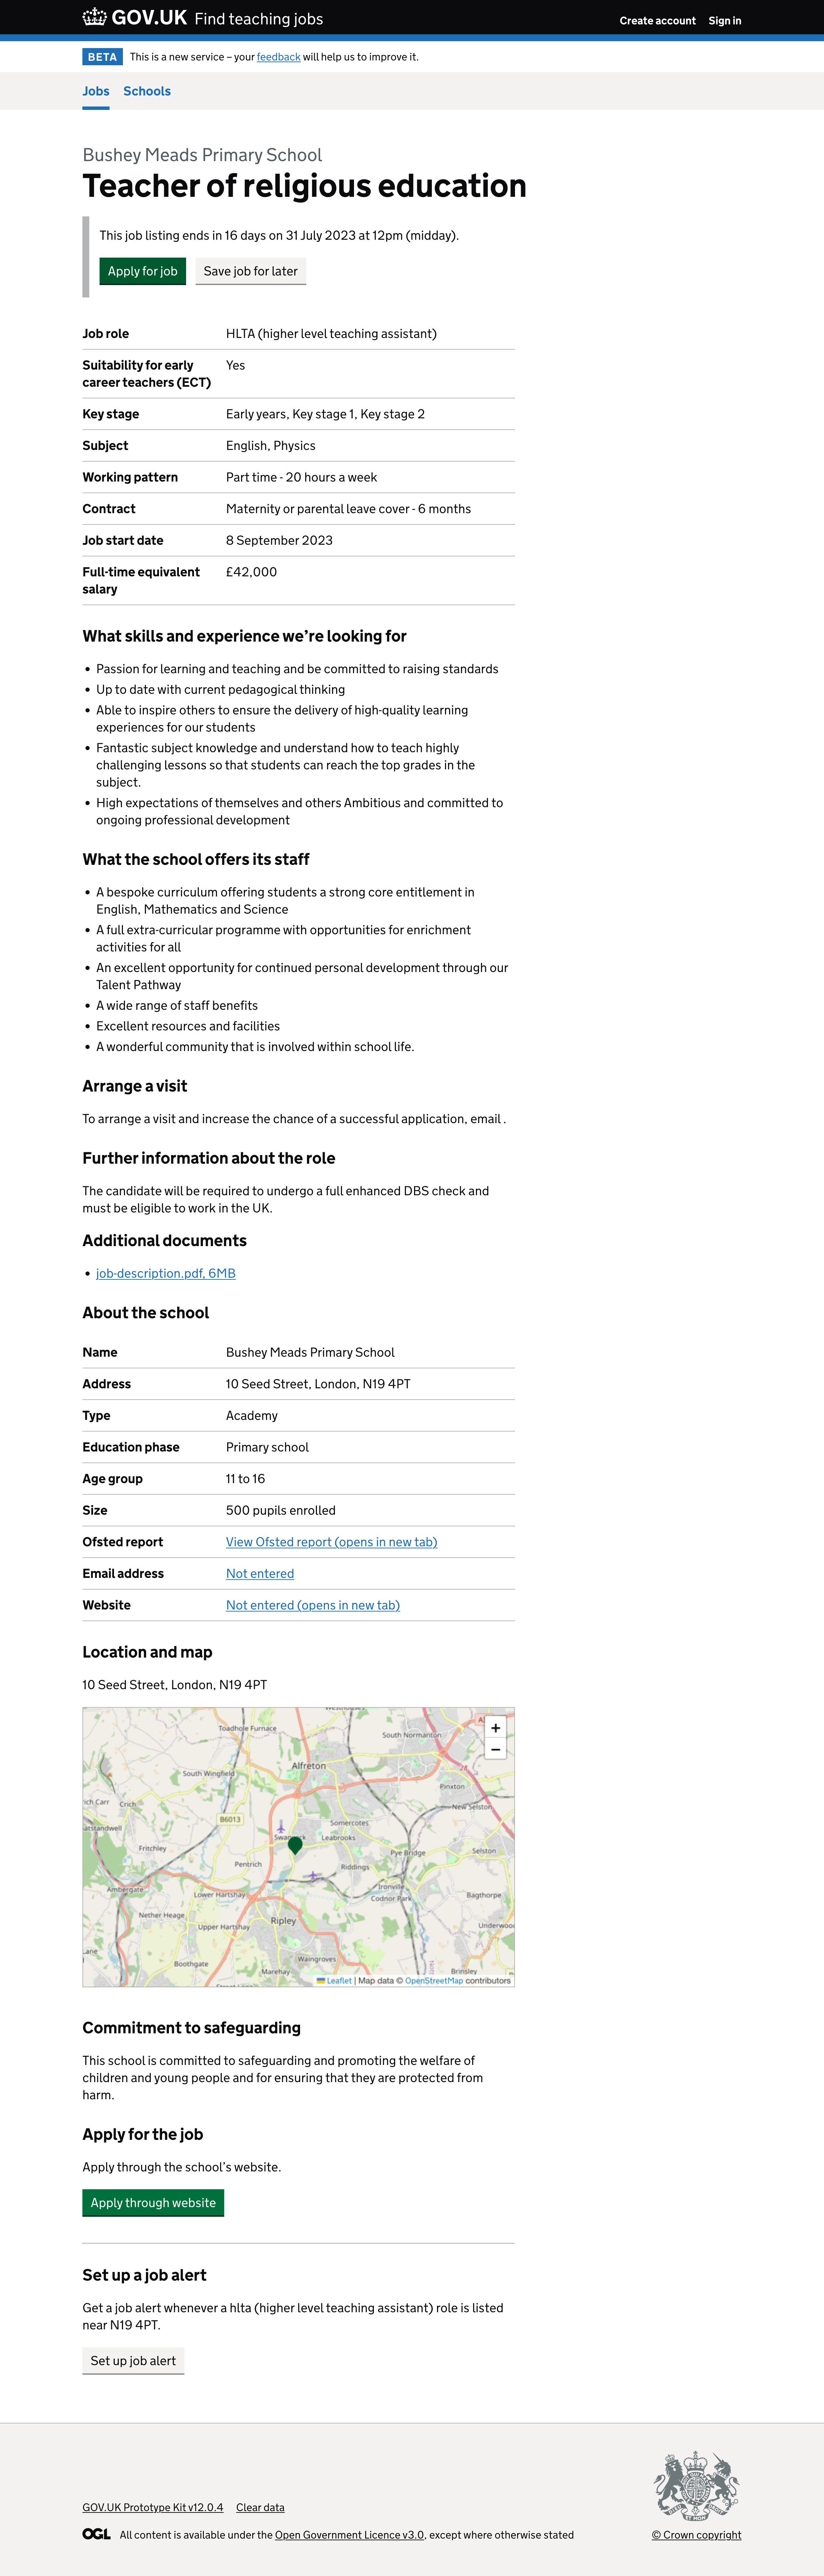 GOV.UK Find teaching jobs
Create account Sign in
BETA This is a new service – your feedback will help us to improve it.
Jobs Schools
Bushey Meads Primary School
Teacher of religious education
This job listing ends in 16 days on 31 July 2023 at 12pm (midday).
Apply for job Save job for later
Job role HLTA (higher level teaching assistant)
Suitability for early Yes
career teachers (ECT)
Key stage Early years, Key stage 1, Key stage 2
Subject English, Physics
Working pattern Part time - 20 hours a week
Contract Maternity or parental leave cover - 6 months
Job start date 8 September 2023
Full-time equivalent £42,000
salary
What skills and experience we’re looking for
• Passion for learning and teaching and be committed to raising standards
• Up to date with current pedagogical thinking
• Able to inspire others to ensure the delivery of high-quality learning
experiences for our students
• Fantastic subject knowledge and understand how to teach highly
challenging lessons so that students can reach the top grades in the
subject.
• High expectations of themselves and others Ambitious and committed to
ongoing professional development
What the school offers its staff
• A bespoke curriculum offering students a strong core entitlement in
English, Mathematics and Science
• A full extra-curricular programme with opportunities for enrichment
activities for all
• An excellent opportunity for continued personal development through our
Talent Pathway
• A wide range of staff benefits
• Excellent resources and facilities
• A wonderful community that is involved within school life.
Arrange a visit
To arrange a visit and increase the chance of a successful application, email .
Further information about the role
The candidate will be required to undergo a full enhanced DBS check and
must be eligible to work in the UK.
Additional documents
• job-description.pdf, 6MB
About the school
Name Bushey Meads Primary School
Address 10 Seed Street, London, N19 4PT
Type Academy
Education phase Primary school
Age group 11 to 16
Size 500 pupils enrolled
Ofsted report View Ofsted report (opens in new tab)
Email address Not entered
Website Not entered (opens in new tab)
Location and map
10 Seed Street, London, N19 4PT
Toadhole Furnace
South Normanton
+
−
Alfreton
South Wingfield
Pinxton
Crich Carr
New Selston
B6013
Somercotes
Swanwick
Leabrooks
Fritchley
Pye Bridge
Selston
Pentrich
Riddings
Ambergate
Lower Hartshay
Ironville
Codnor Park
Bagthorpe
Nether Heage
Ripley
Upper Hartshay
Underwoo
Lane
Boothgate
Waingroves
Marehay
Brinsley
Leaflet | Map data © OpenStreetMap contributors
Commitment to safeguarding
This school is committed to safeguarding and promoting the welfare of
children and young people and for ensuring that they are protected from
harm.
Apply for the job
Apply through the school’s website.
Apply through website
Set up a job alert
Get a job alert whenever a hlta (higher level teaching assistant) role is listed
near N19 4PT.
Set up job alert
GOV.UK Prototype Kit v12.0.4 Clear data
OGL All content is available under the Open Government Licence v3.0, except where otherwise stated
© Crown copyright